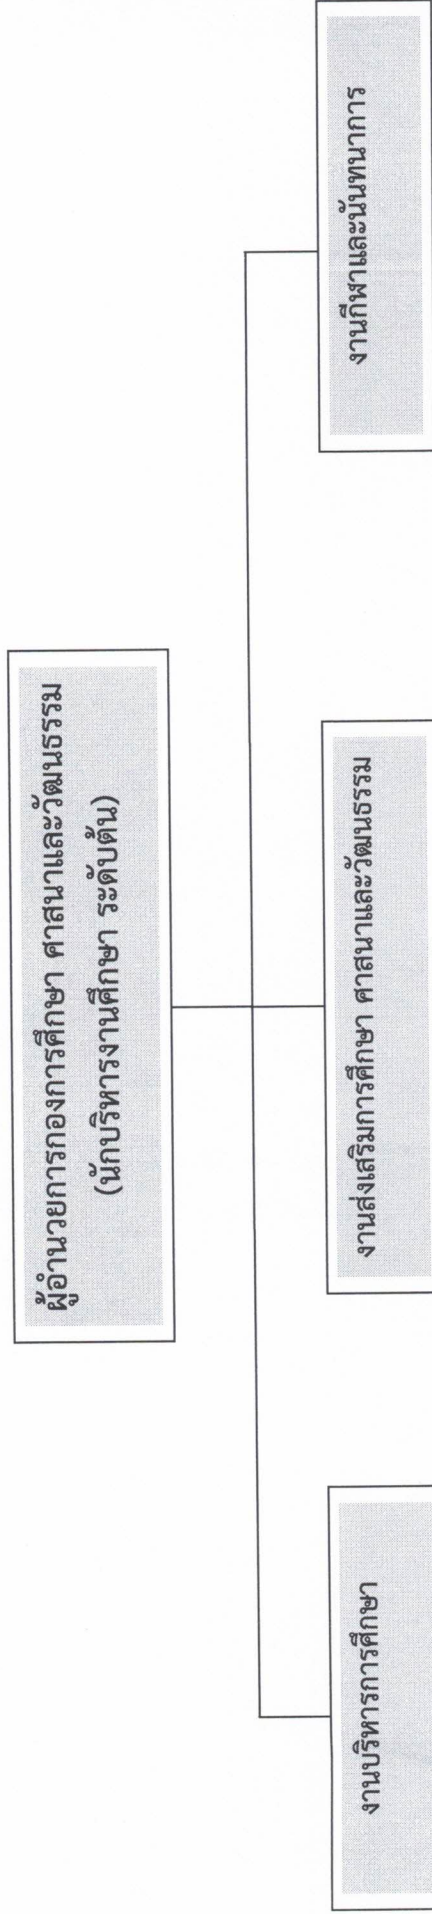 ผู้อำนวยการกองการศึกษา ศาสนาและวัฒนธรรม
(นักบริหารงานศึกษา ระดับต้น)
งานบริหารการศึกษา
งานส่งเสริมการศึกษา ศาสนาและวัฒนธรรม
งานกีฬาและนันทนาการ